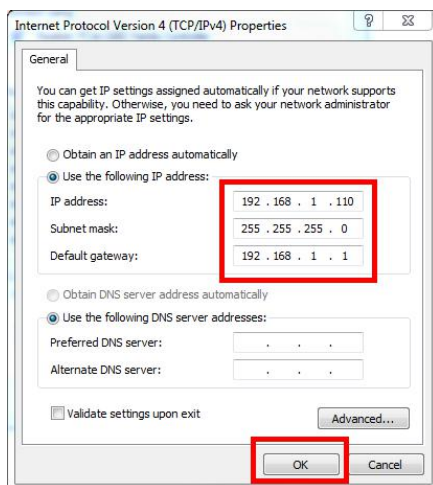 Internet Protocol Version 4 (TCP/IPv4) Properties
General
You can get IP settings assigned automatically if your network supports
this capability. Otherwise, you need to ask your network administrator
for the appropriate IP settings.
Obtain an IP address automatically
Use the following IP address:
IP address: 192 . 168 . 1 . 110
Subnet mask: 255 . 255 . 255 . 0
Default gateway: 192 . 168 . 1 . 1
Obtain DNS server address automatically
Use the following DNS server addresses:
Preferred DNS server: . . .
Alternate DNS server: . . .
Validate settings upon exit
Advanced...
OK Cancel